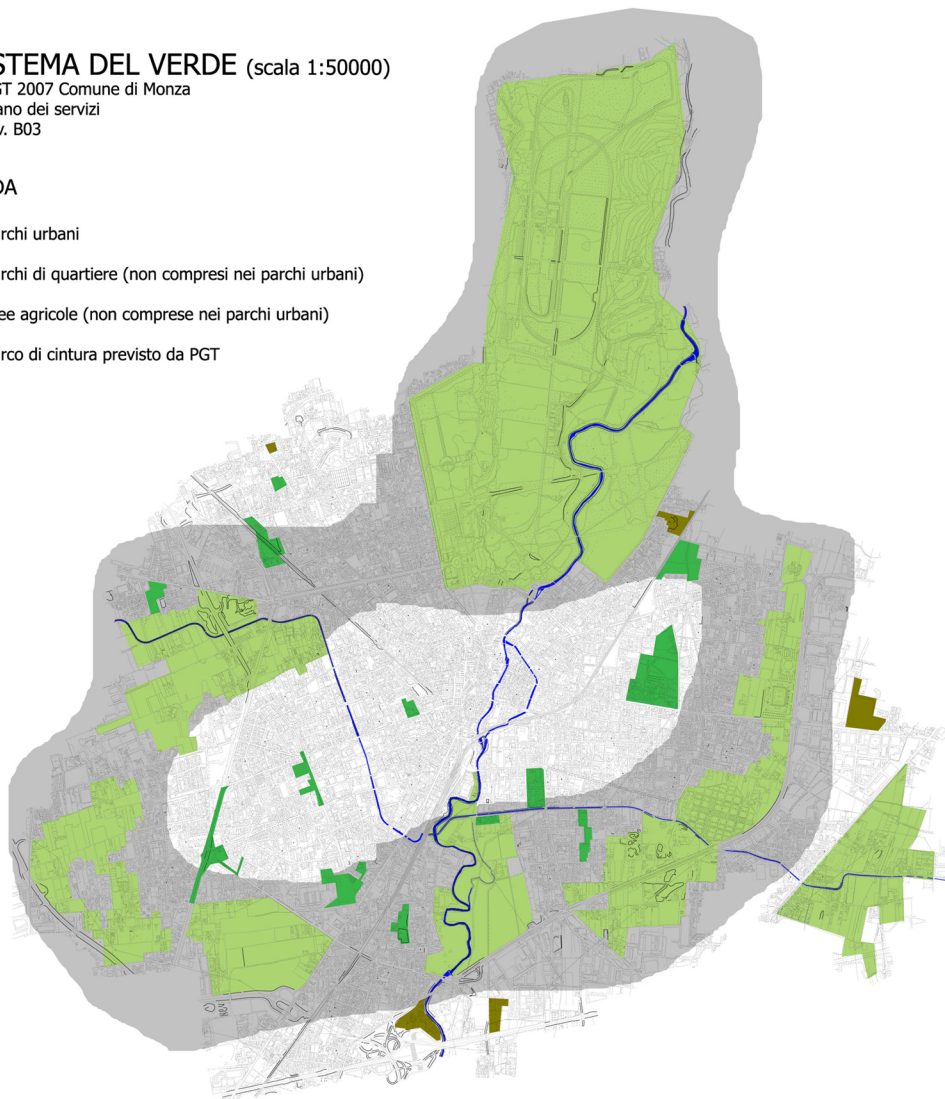 STEMA DEL VERDE (scala 1:50000)
GT 2007 Comune di Monza
ano dei servizi
v. B03
DA
rchi urbani
rchi di quartiere (non compresi nei parchi urbani)
ee agricole (non comprese nei parchi urbani)
rco di cintura previsto da PGT